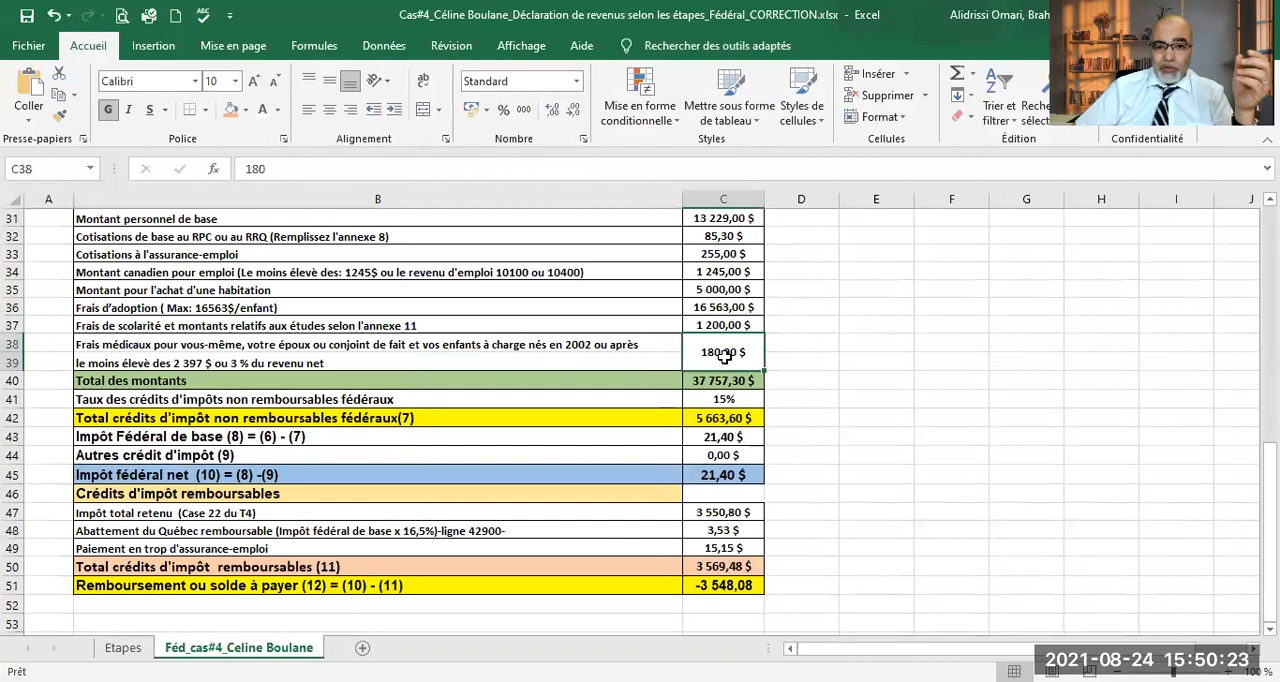 Cas#4_Céline Boulane_Déclaration de revenus selon les étapes_Fédéral_CORRECTION.xlsx - Excel
Alidrissi Omari, Brah
Fichier Accueil Insertion Mise en page Formules Données Révision Affichage Aide Rechercher des outils adaptés
Coller
Calibri 10
G I S
Standard
% 000
Mise en forme conditionnelle
Mettre sous forme de tableau
Styles de cellules
Insérer
Supprimer
Format
Trier et filtrer
Presse-papiers Police Alignement Nombre Styles Cellules Édition Confidentialité
C38 fx 180
A B C D E F G H I J
31 Montant personnel de base 13 229,00 $
32 Cotisations de base au RPC ou au RRQ (Remplissez l'annexe 8) 85,30 $
33 Cotisations à l'assurance-emploi 255,00 $
34 Montant canadien pour emploi (Le moins élevè des: 1245$ ou le revenu d'emploi 10100 ou 10400) 1 245,00 $
35 Montant pour l'achat d'une habitation 5 000,00 $
36 Frais d'adoption ( Max: 16563$/enfant) 16 563,00 $
37 Frais de scolarité et montants relatifs aux études selon l'annexe 11 1 200,00 $
38 Frais médicaux pour vous-même, votre époux ou conjoint de fait et vos enfants à charge nés en 2002 ou après 180,00 $
39 le moins élevè des 2 397 $ ou 3 % du revenu net
40 Total des montants 37 757,30 $
41 Taux des crédits d'impôts non remboursables fédéraux 15%
42 Total crédits d'impôt non remboursables fédéraux(7) 5 663,60 $
43 Impôt Fédéral de base (8) = (6) - (7) 21,40 $
44 Autres crédit d'impôt (9) 0,00 $
45 Impôt fédéral net (10) = (8) -(9) 21,40 $
46 Crédits d'impôt remboursables
47 Impôt total retenu (Case 22 du T4) 3 550,80 $
48 Abattement du Québec remboursable (Impôt fédéral de base x 16,5%)-ligne 42900- 3,53 $
49 Paiement en trop d'assurance-emploi 15,15 $
50 Total crédits d'impôt remboursables (11) 3 569,48 $
51 Remboursement ou solde à payer (12) = (10) - (11) -3 548,08
52
53
Etapes Féd_cas#4_Celine Boulane
Prêt
2021-08-24 15:50:23
100 %